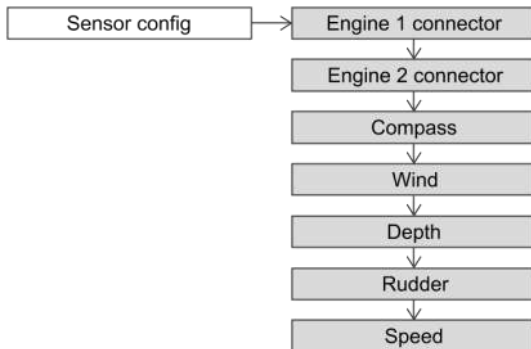 Sensor config
Engine 1 connector
Engine 2 connector
Compass
Wind
Depth
Rudder
Speed